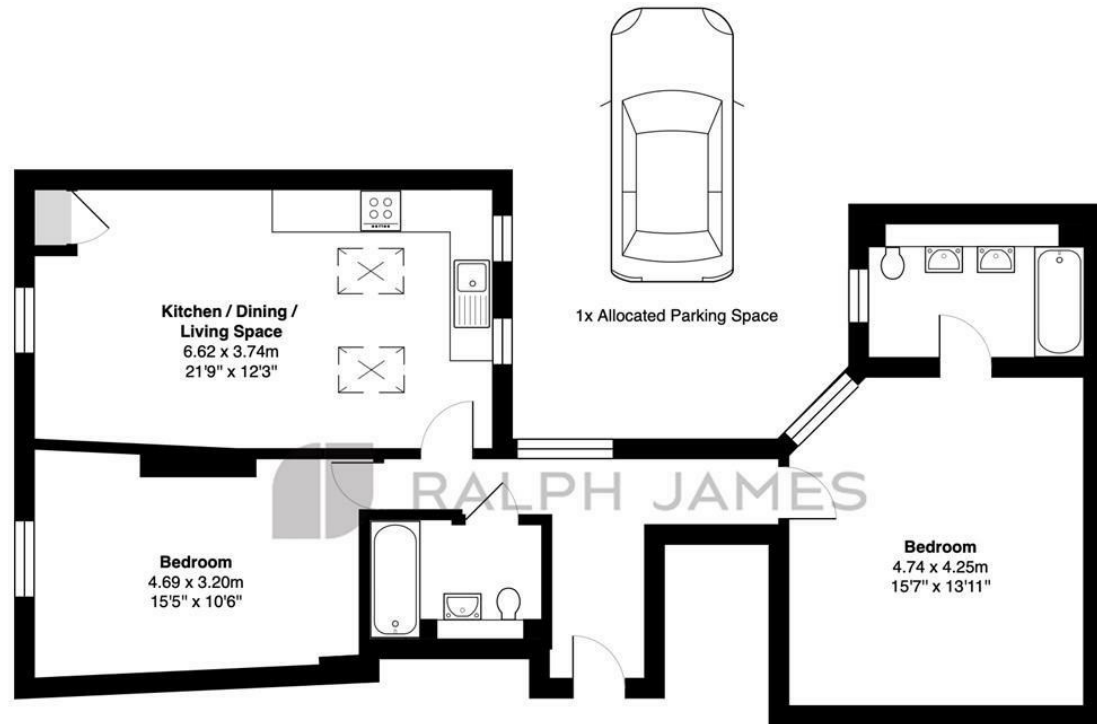 Kitchen / Dining /
Living Space
6.62 x 3.74m
21'9" x 12'3"
1x Allocated Parking Space
RALPH JAMES
Bedroom
4.69 x 3.20m
15'5" x 10'6"
Bedroom
4.74 x 4.25m
15'7" x 13'11"